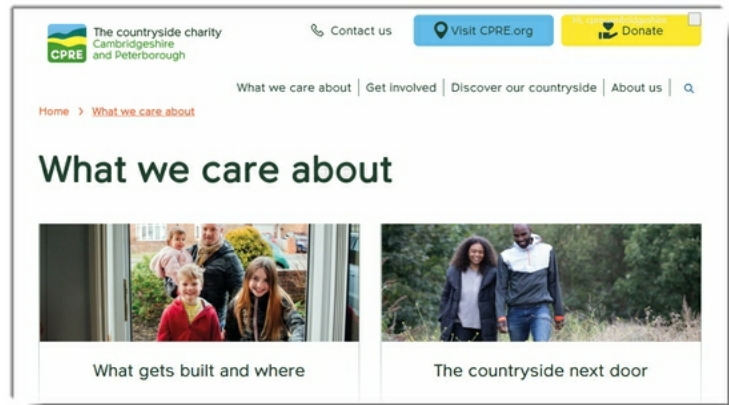 The countryside charity
Cambridgeshire
and Peterborough
CPRE
Contact us
Visit CPRE.org
Donate
What we care about
Get involved
Discover our countryside
About us
Home > What we care about
What we care about
What gets built and where
The countryside next door